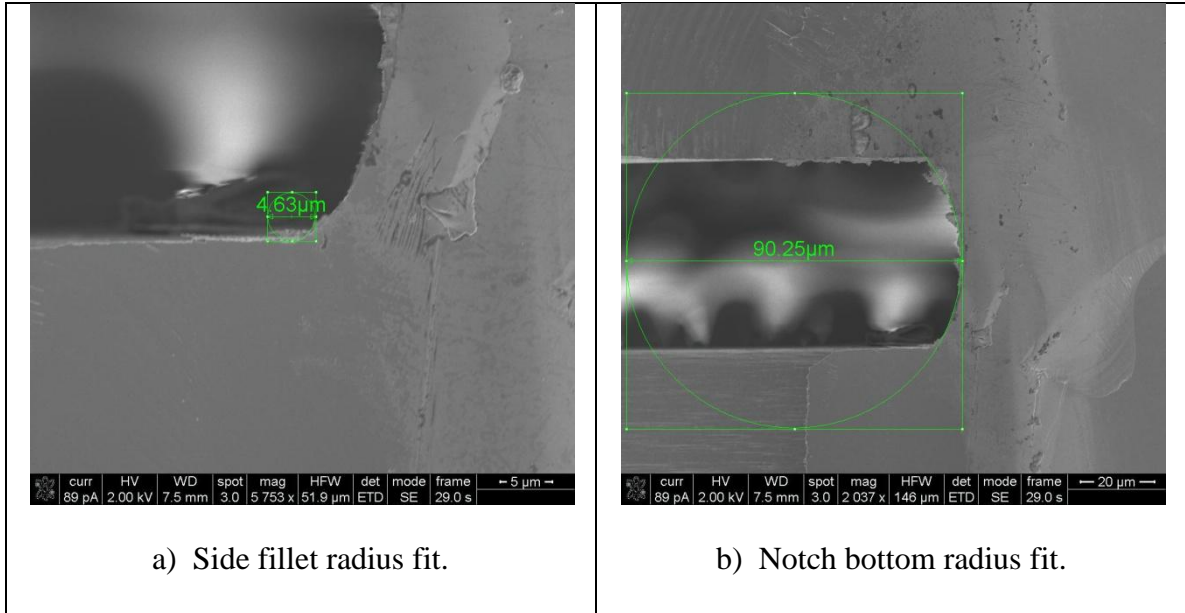 4.63µm
curr HV WD spot mag HFW det mode frame
89 pA 2.00 kV 7.5 mm 3.0 5 753 x 51.9 µm ETD SE 29.0 s
5 µm
a) Side fillet radius fit.
90.25µm
curr HV WD spot mag HFW det mode frame
89 pA 2.00 kV 7.5 mm 3.0 2 037 x 146 µm ETD SE 29.0 s
20 µm
b) Notch bottom radius fit.